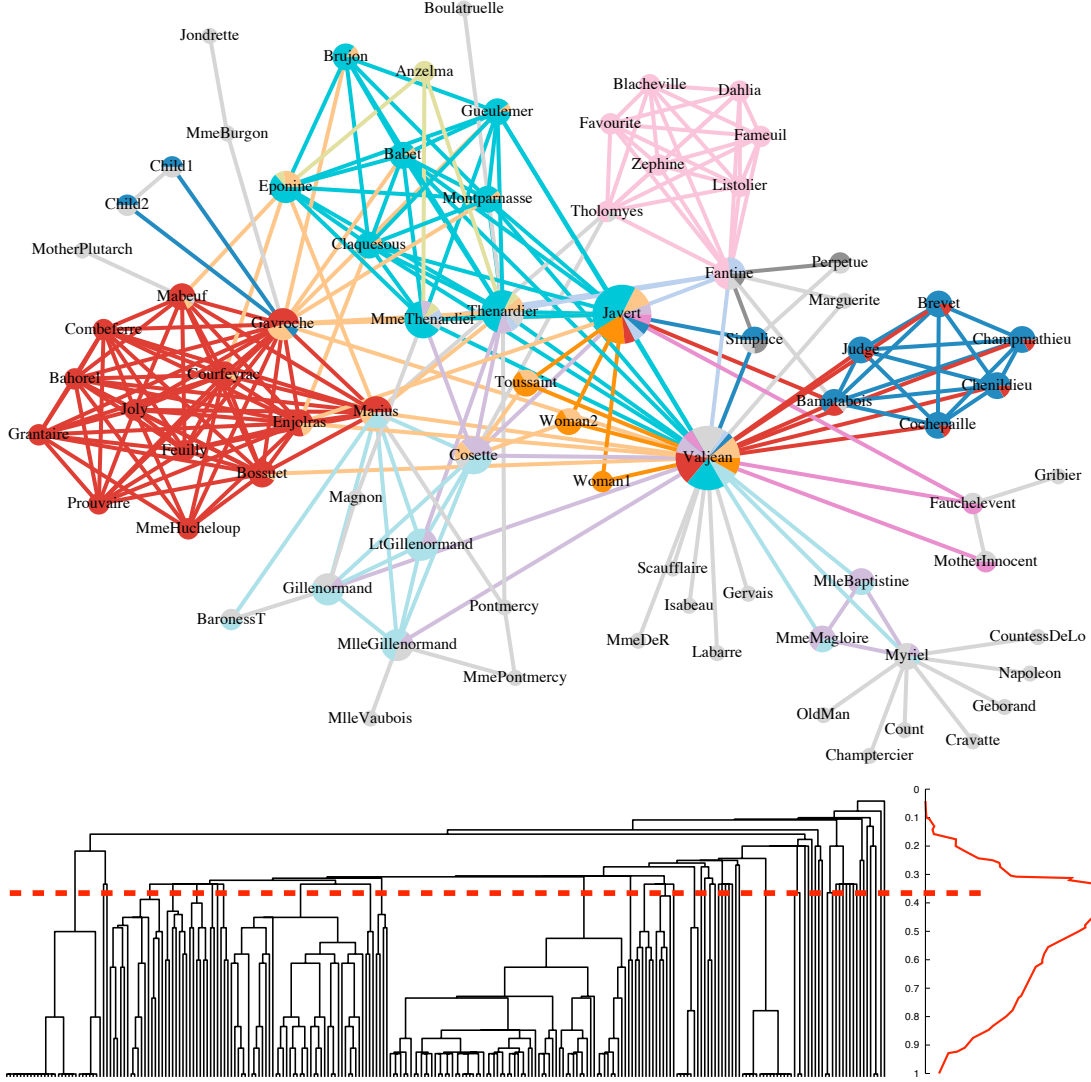 Boulatruelle
Jondrette
Brujon
Anzelma
Blacheville
Dahlia
Gueulemer
Favourite
Fameuil
MmeBurgon
Babet
Zephine
Child1
Eponine
Listolier
Montparnasse
Child2
Tholomyes
Claquesous
MotherPlutarch
Perpetue
Fantine
Mabeuf
Marguerite
Brevet
Thenardier
Javert
MmeThenardier
Gavroche
Combeferre
Simplice
Champmathieu
Judge
Courfeyrac
Bahorel
Toussaint
Chenildieu
Bamatabois
Joly
Marius
Enjolras
Woman2
Cochepaille
Grantaire
Feuilly
Cosette
Valjean
Bossuet
Gribier
Woman1
Magnon
Prouvaire
Fauchelevent
MmeHucheloup
LtGillenormand
MotherInnocent
Scaufflaire
MlleBaptistine
Gillenormand
Gervais
Isabeau
Pontmercy
BaronessT
MmeDeR
MmeMagloire
CountessDeLo
MlleGillenormand
Labarre
Myriel
Napoleon
MmePontmercy
Geborand
OldMan
MlleVaubois
Count
Cravatte
Champtercier
0
0.1
0.2
0.3
0.4
0.5
0.6
0.7
0.8
0.9
1